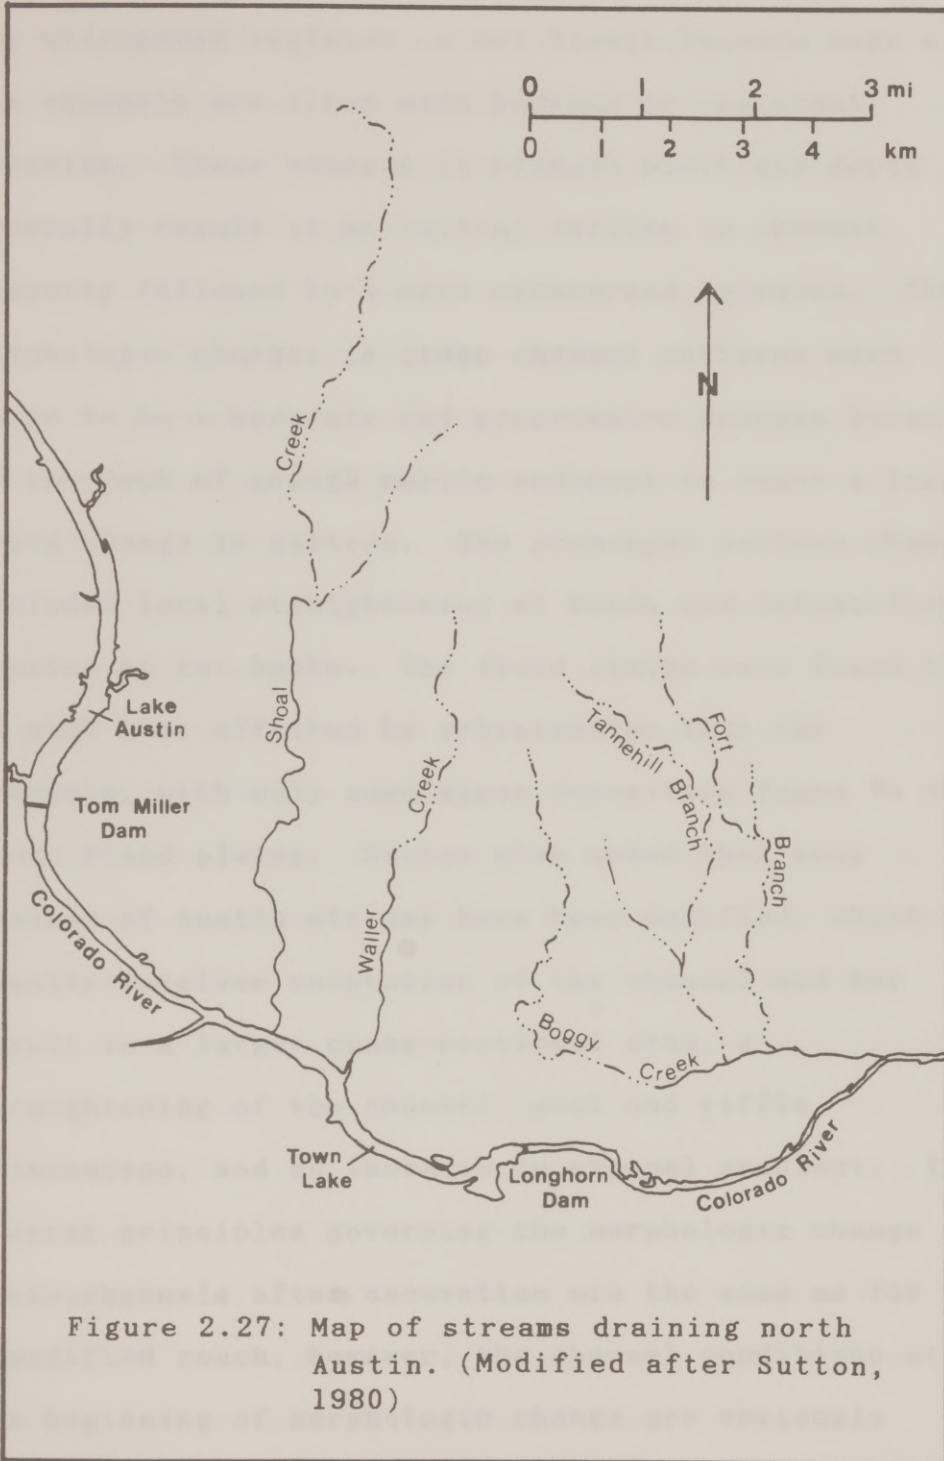 0 1 2 3 mi
0 1 2 3 4 km
N
Creek
Shoal
Lake
Austin
Tom Miller
Dam
Colorado River
Waller
Creek
Tannehill
Branch
Fort
Branch
Boggy
Creek
Town
Lake
Longhorn
Dam
Colorado River
Figure 2.27: Map of streams draining north
Austin. (Modified after Sutton,
1980)